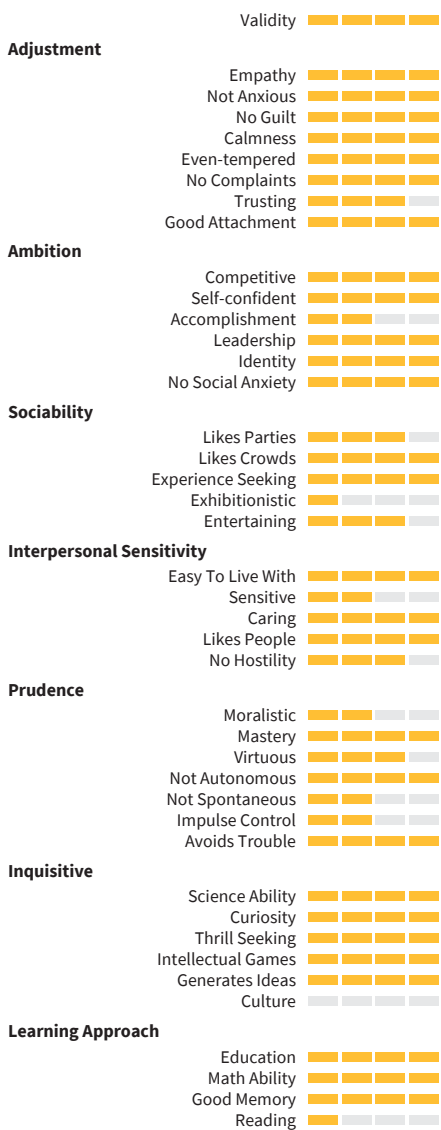 Validity
Adjustment
Empathy
Not Anxious
No Guilt
Calmness
Even-tempered
No Complaints
Trusting
Good Attachment
Ambition
Competitive
Self-confident
Accomplishment
Leadership
Identity
No Social Anxiety
Sociability
Likes Parties
Likes Crowds
Experience Seeking
Exhibitionistic
Entertaining
Interpersonal Sensitivity
Easy To Live With
Sensitive
Caring
Likes People
No Hostility
Prudence
Moralistic
Mastery
Virtuous
Not Autonomous
Not Spontaneous
Impulse Control
Avoids Trouble
Inquisitive
Science Ability
Curiosity
Thrill Seeking
Intellectual Games
Generates Ideas
Culture
Learning Approach
Education
Math Ability
Good Memory
Reading